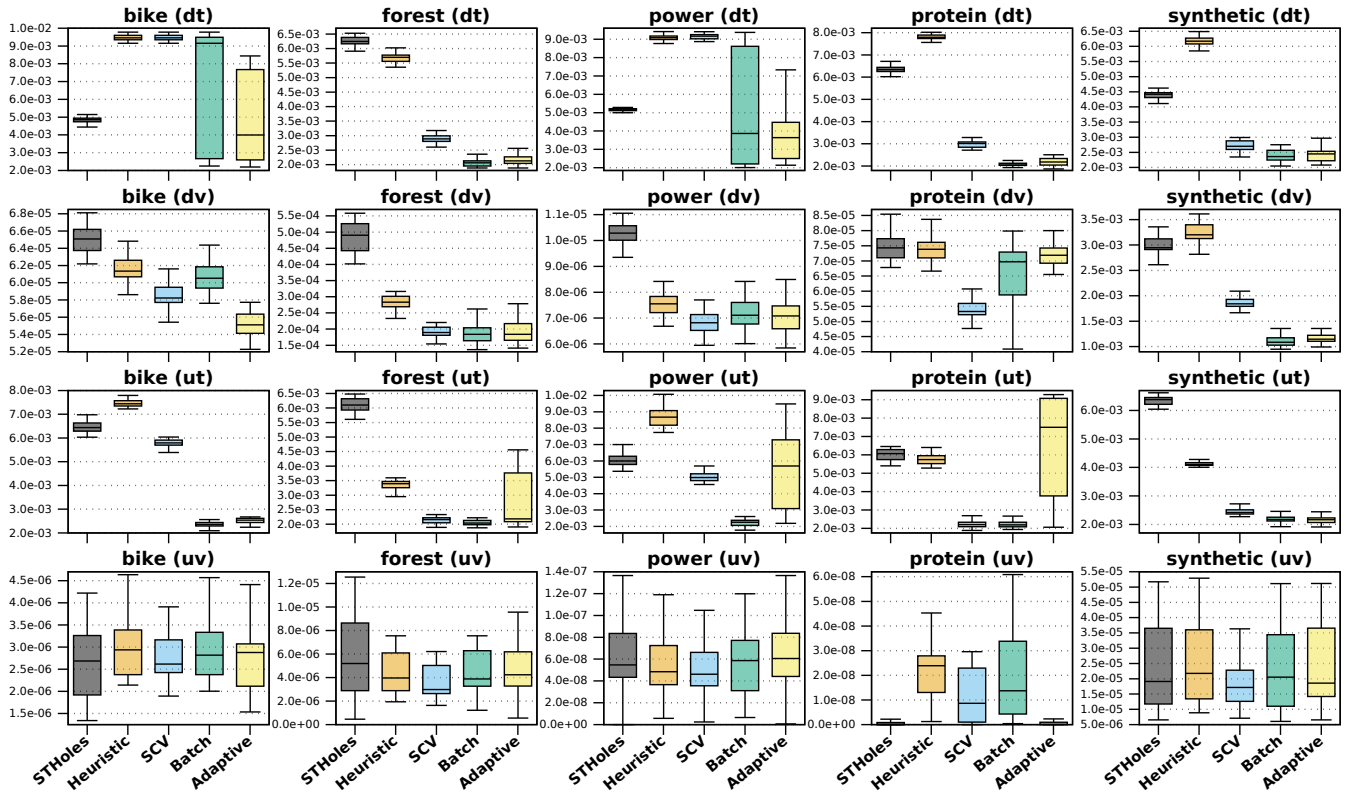 bike (dt)
1.0e-02
9.0e-03
8.0e-03
7.0e-03
6.0e-03
5.0e-03
4.0e-03
3.0e-03
2.0e-03
forest (dt)
6.5e-03
6.0e-03
5.5e-03
5.0e-03
4.5e-03
4.0e-03
3.5e-03
3.0e-03
2.5e-03
2.0e-03
power (dt)
9.0e-03
8.0e-03
7.0e-03
6.0e-03
5.0e-03
4.0e-03
3.0e-03
2.0e-03
protein (dt)
8.0e-03
7.0e-03
6.0e-03
5.0e-03
4.0e-03
3.0e-03
2.0e-03
synthetic (dt)
6.5e-03
6.0e-03
5.5e-03
5.0e-03
4.5e-03
4.0e-03
3.5e-03
3.0e-03
2.5e-03
2.0e-03
bike (dv)
6.8e-05
6.6e-05
6.4e-05
6.2e-05
6.0e-05
5.8e-05
5.6e-05
5.4e-05
5.2e-05
forest (dv)
5.5e-04
5.0e-04
4.5e-04
4.0e-04
3.5e-04
3.0e-04
2.5e-04
2.0e-04
1.5e-04
power (dv)
1.1e-05
1.0e-05
9.0e-06
8.0e-06
7.0e-06
6.0e-06
protein (dv)
8.5e-05
8.0e-05
7.5e-05
7.0e-05
6.5e-05
6.0e-05
5.5e-05
5.0e-05
4.5e-05
4.0e-05
synthetic (dv)
3.5e-03
3.0e-03
2.5e-03
2.0e-03
1.5e-03
1.0e-03
bike (ut)
8.0e-03
7.0e-03
6.0e-03
5.0e-03
4.0e-03
3.0e-03
2.0e-03
forest (ut)
6.5e-03
6.0e-03
5.5e-03
5.0e-03
4.5e-03
4.0e-03
3.5e-03
3.0e-03
2.5e-03
2.0e-03
power (ut)
1.0e-02
9.0e-03
8.0e-03
7.0e-03
6.0e-03
5.0e-03
4.0e-03
3.0e-03
2.0e-03
protein (ut)
9.0e-03
8.0e-03
7.0e-03
6.0e-03
5.0e-03
4.0e-03
3.0e-03
2.0e-03
synthetic (ut)
6.0e-03
5.0e-03
4.0e-03
3.0e-03
2.0e-03
bike (uv)
4.5e-06
4.0e-06
3.5e-06
3.0e-06
2.5e-06
2.0e-06
1.5e-06
forest (uv)
1.2e-05
1.0e-05
8.0e-06
6.0e-06
4.0e-06
2.0e-06
0.0e+00
power (uv)
1.4e-07
1.2e-07
1.0e-07
8.0e-08
6.0e-08
4.0e-08
2.0e-08
0.0e+00
protein (uv)
6.0e-08
5.0e-08
4.0e-08
3.0e-08
2.0e-08
1.0e-08
0.0e+00
synthetic (uv)
5.5e-05
5.0e-05
4.5e-05
4.0e-05
3.5e-05
3.0e-05
2.5e-05
2.0e-05
1.5e-05
1.0e-05
5.0e-06
STHoles
Heuristic
SCV
Batch
Adaptive
STHoles
Heuristic
SCV
Batch
Adaptive
STHoles
Heuristic
SCV
Batch
Adaptive
STHoles
Heuristic
SCV
Batch
Adaptive
STHoles
Heuristic
SCV
Batch
Adaptive